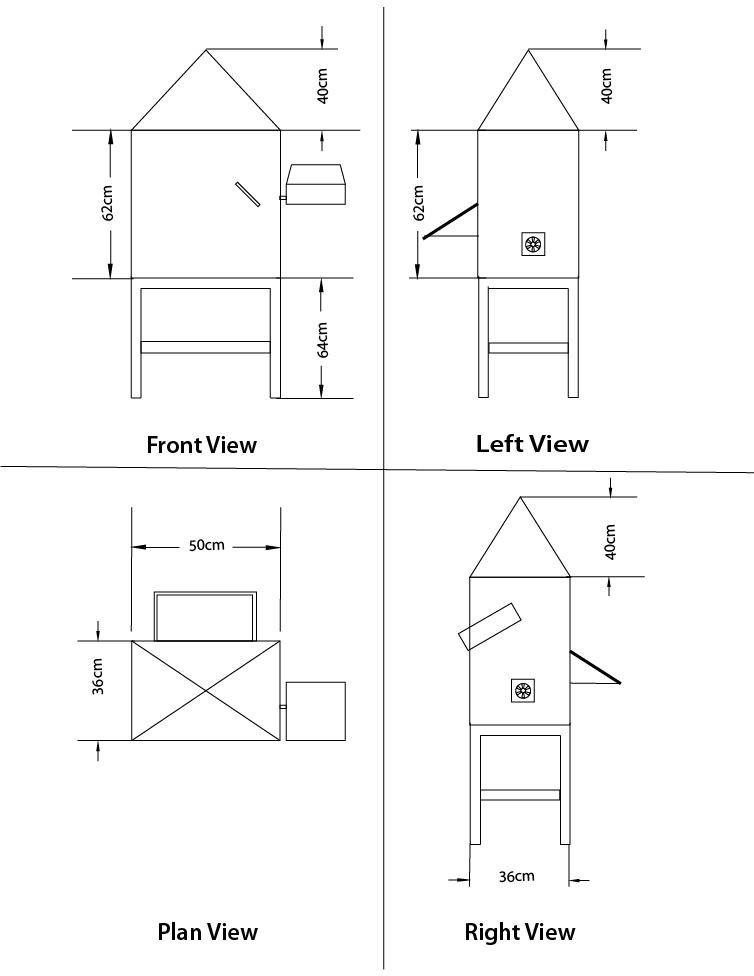 40cm
62cm
64cm
Front View
40cm
62cm
Left View
50cm
36cm
Plan View
40cm
36cm
Right View